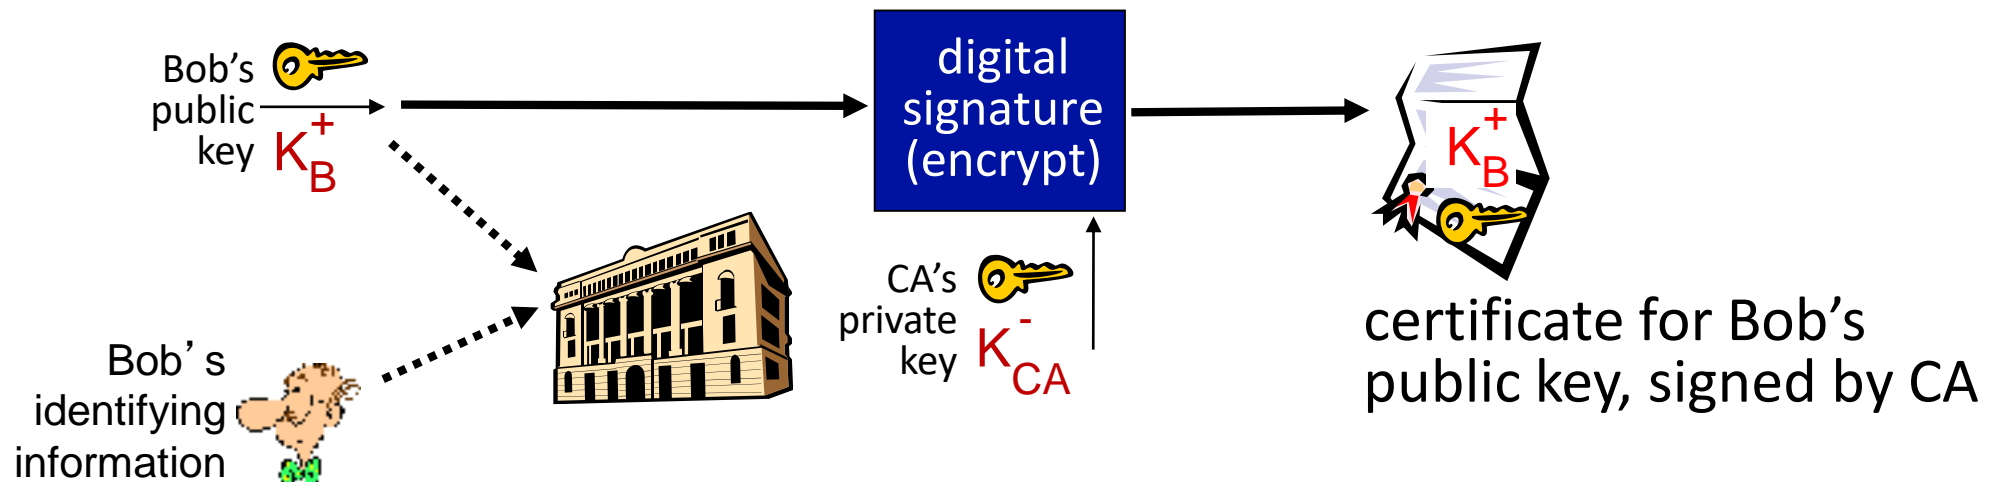 Bob's
public
key
K
+
B
digital
signature
(encrypt)
K
+
B
CA's
private
key
K
-
CA
certificate for Bob's
public key, signed by CA
Bob's
identifying
information